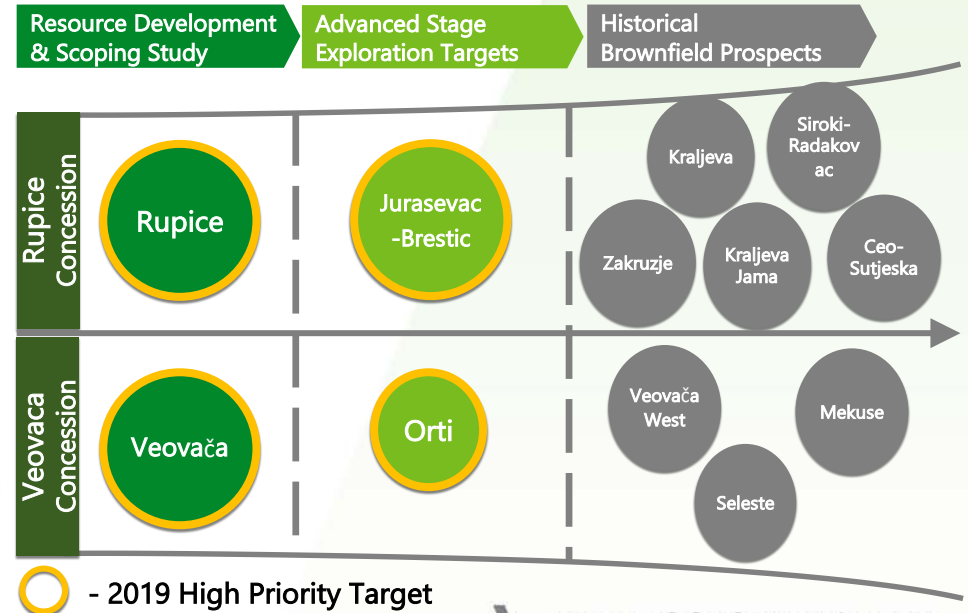 Resource Development
& Scoping Study
Advanced Stage
Exploration Targets
Historical
Brownfield Prospects
Rupice
Concession
Rupice
Jurasevac
-Brestic
Kraljeva
Siroki-
Radakov
ac
Zakruzje
Kraljeva
Jama
Ceo-
Sutjeska
Veovaca
Concession
Veovača
Orti
Veovača
West
Mekuse
Seleste
- 2019 High Priority Target